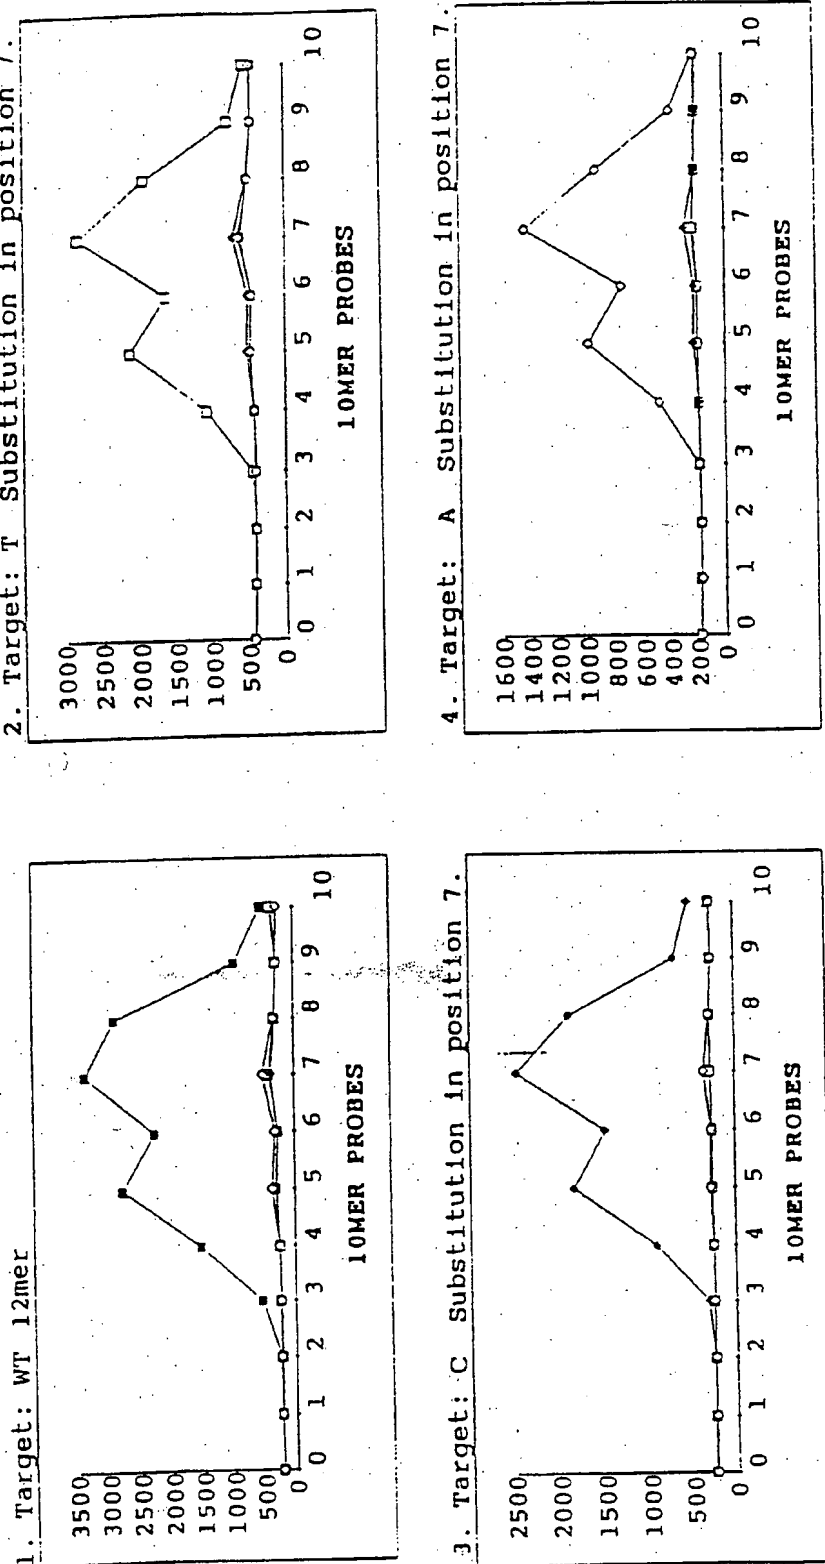 1. Target: WT 12mer
3500
3000
2500
2000
1500
1000
500
0
0 1 2 3 4 5 6 7 8 9 10
10MER PROBES
2. Target: T Substitution in position 7.
3000
2500
2000
1500
1000
500
0
0 1 2 3 4 5 6 7 8 9 10
10MER PROBES
3. Target: C Substitution in position 7.
2500
2000
1500
1000
500
0
0 1 2 3 4 5 6 7 8 9 10
10MER PROBES
4. Target: A Substitution in position 7.
1600
1400
1200
1000
800
600
400
200
0
0 1 2 3 4 5 6 7 8 9 10
10MER PROBES